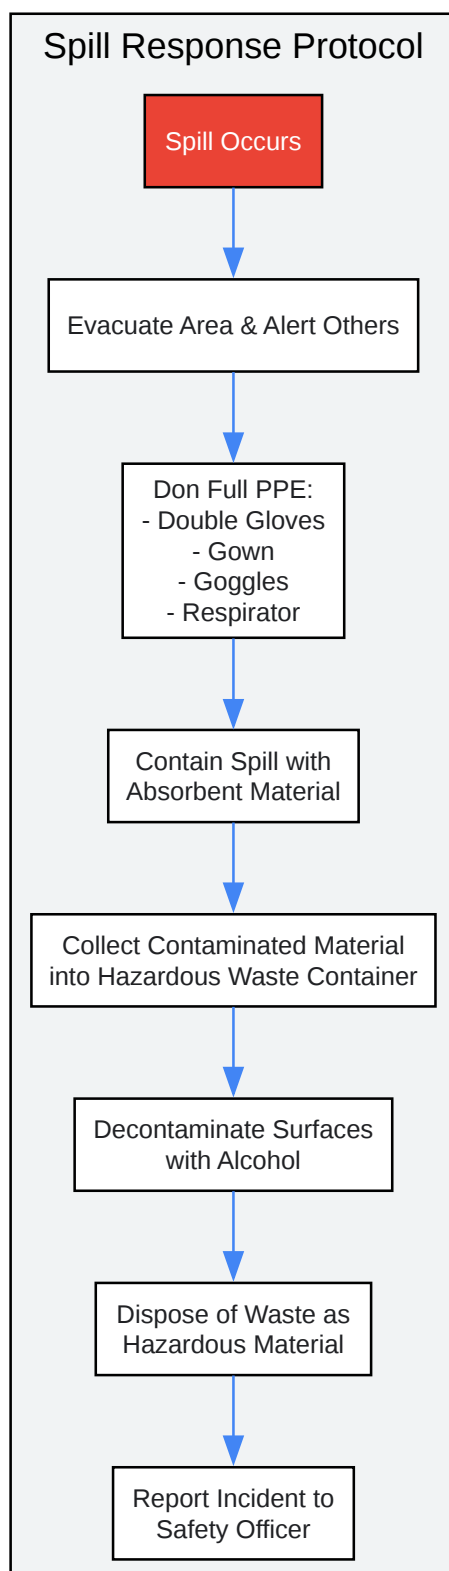 Spill Response Protocol
Spill Occurs
Evacuate Area & Alert Others
Don Full PPE:
- Double Gloves
- Gown
- Goggles
- Respirator
Contain Spill with
Absorbent Material
Collect Contaminated Material
into Hazardous Waste Container
Decontaminate Surfaces
with Alcohol
Dispose of Waste as
Hazardous Material
Report Incident to
Safety Officer